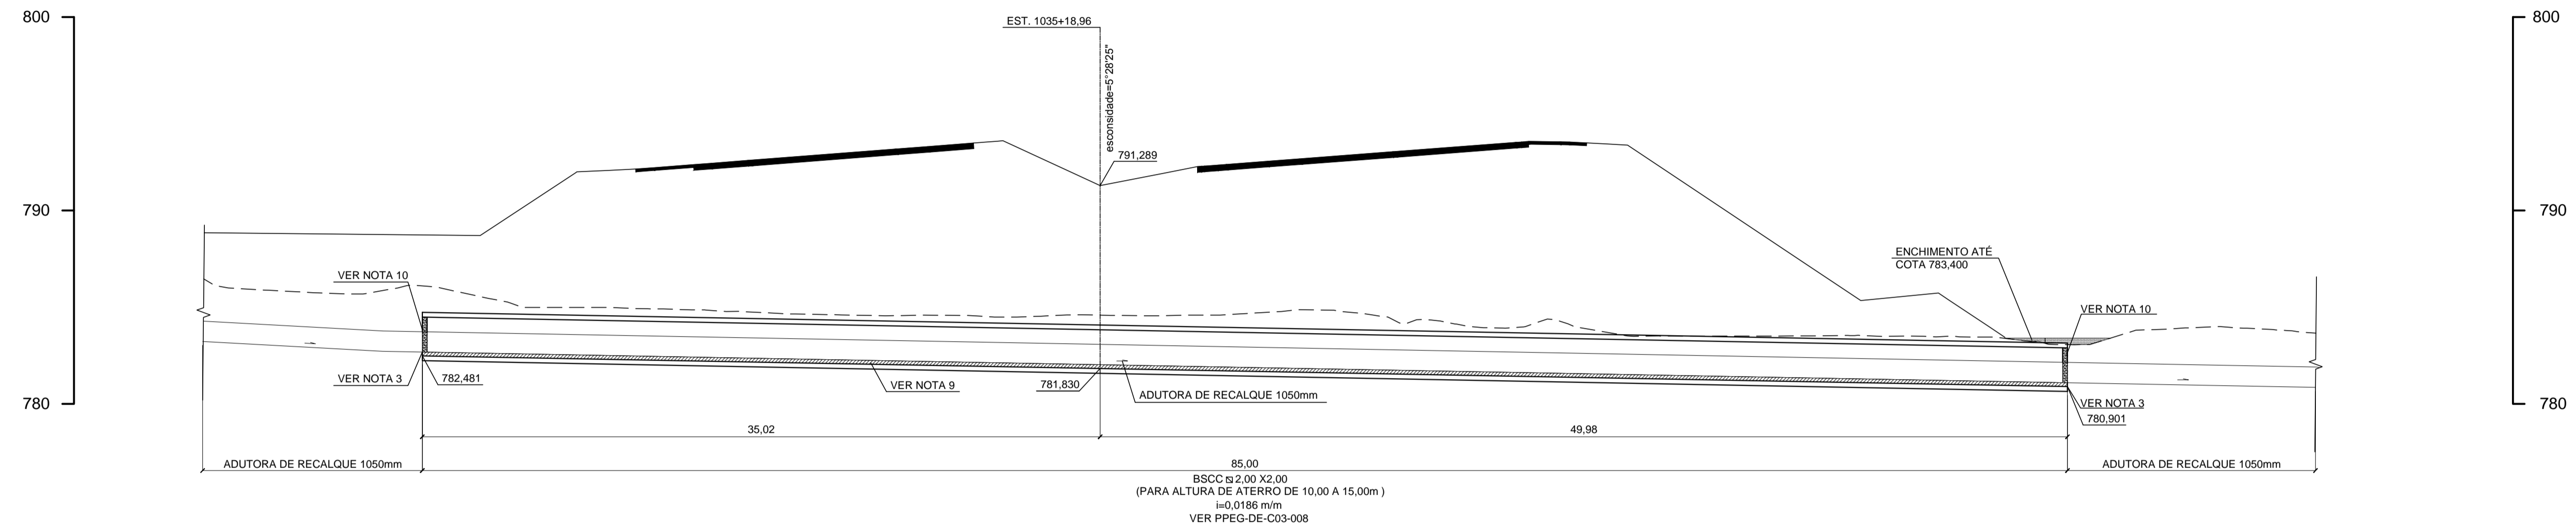 800
EST. 1035+18,96
800
esconsidade=5°28'25"
791,289
790
790
ENCHIMENTO ATÉ
COTA 783,400
VER NOTA 10
VER NOTA 10
VER NOTA 3
782,481
VER NOTA 9
781,830
ADUTORA DE RECALQUE 1050mm
780
780
VER NOTA 3
780,901
35,02
49,98
ADUTORA DE RECALQUE 1050mm
85,00
ADUTORA DE RECALQUE 1050mm
BSCC 2,00 X2,00
(PARA ALTURA DE ATERRO DE 10,00 A 15,00m )
i=0,0186 m/m
VER PPEG-DE-C03-008